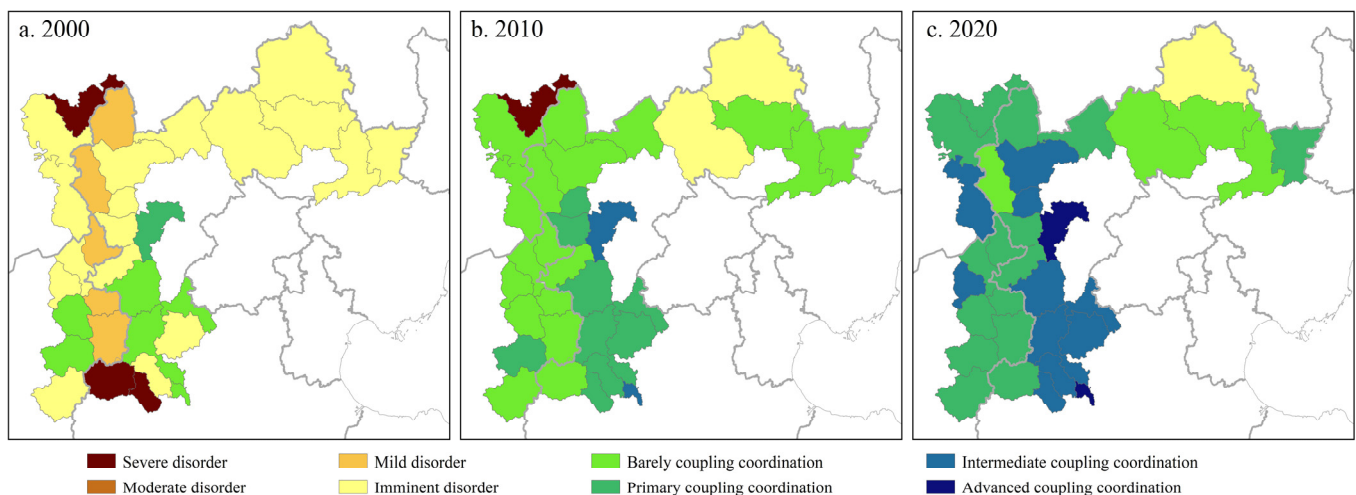 a. 2000
b. 2010
c. 2020
Severe disorder
Mild disorder
Barely coupling coordination
Intermediate coupling coordination
Moderate disorder
Imminent disorder
Primary coupling coordination
Advanced coupling coordination